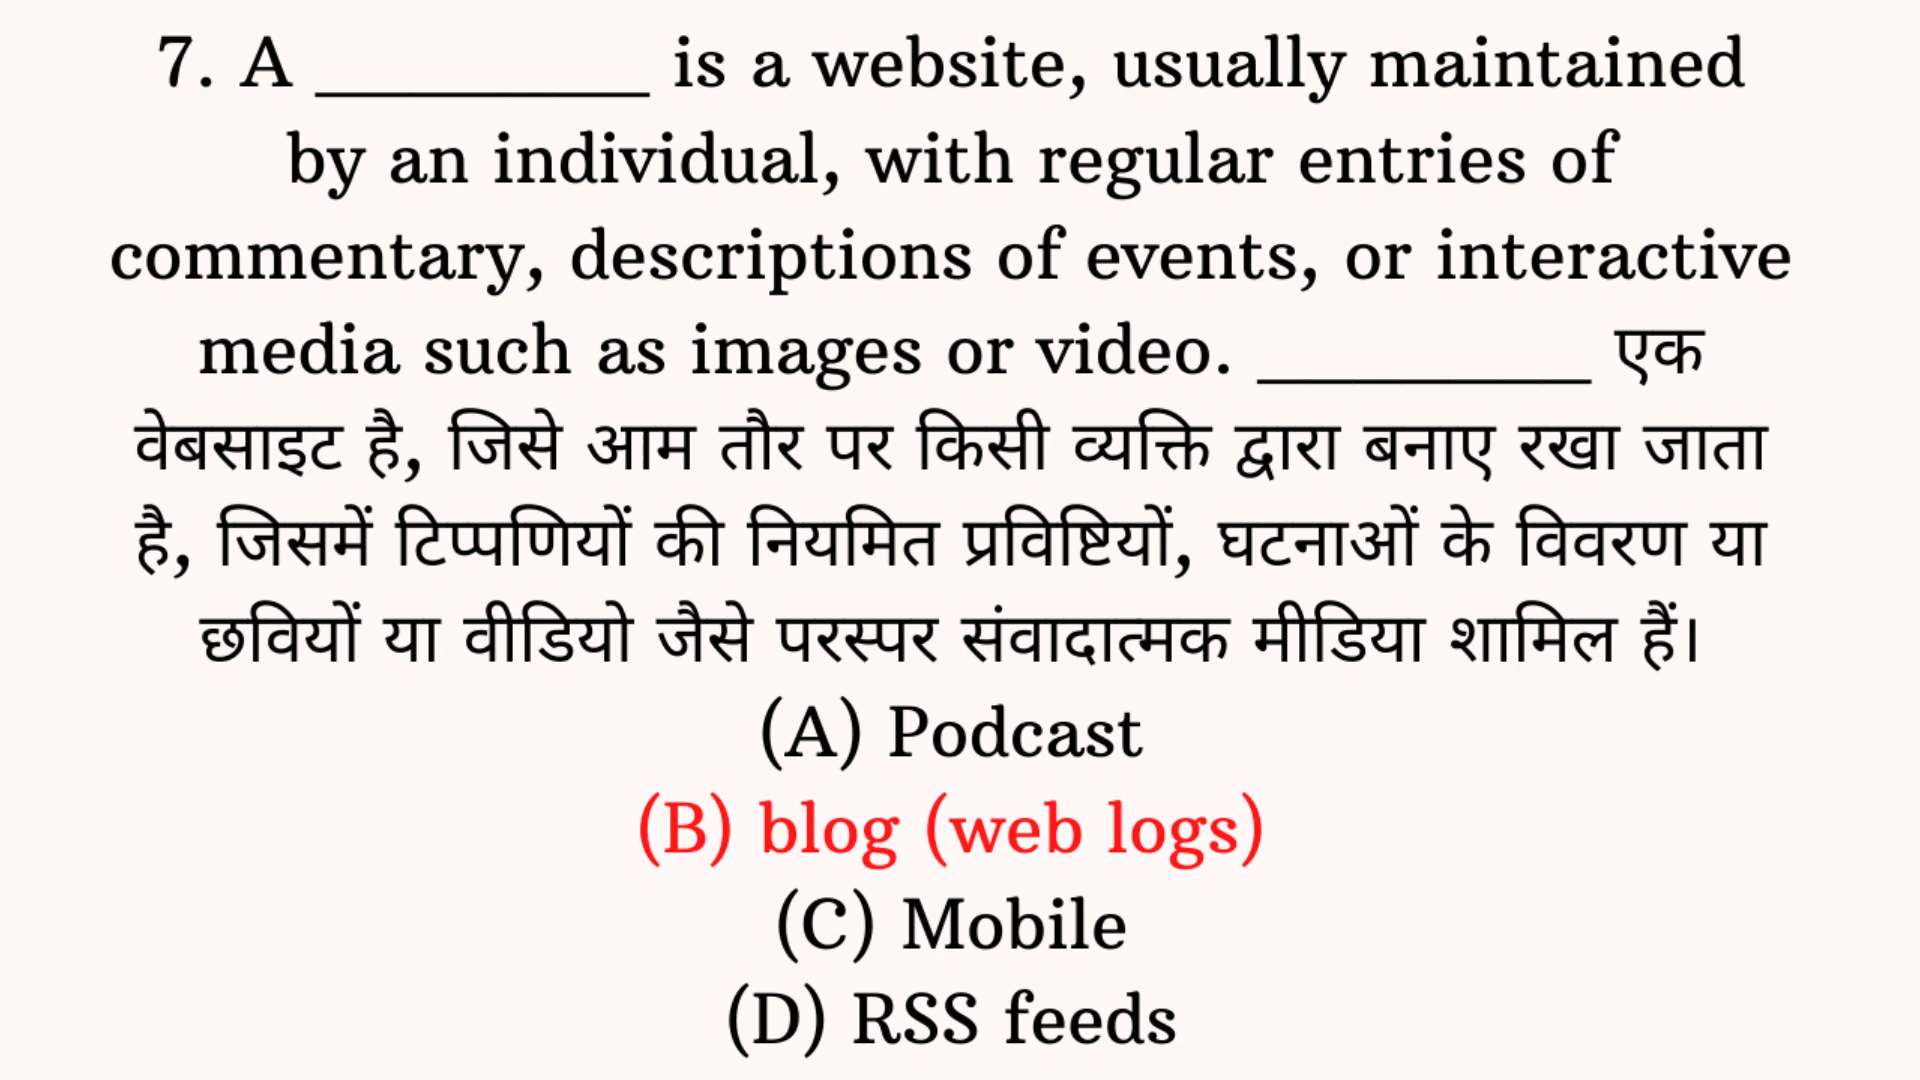 7. A __________ is a website, usually maintained
by an individual, with regular entries of
commentary, descriptions of events, or interactive
media such as images or video. __________ एक
वेबसाइट है, जिसे आम तौर पर किसी व्यक्ति द्वारा बनाए रखा जाता
है, जिसमें टिप्पणियों की नियमित प्रविष्टियों, घटनाओं के विवरण या
छवियों या वीडियो जैसे परस्पर संवादात्मक मीडिया शामिल हैं।
(A) Podcast
(B) blog (web logs)
(C) Mobile
(D) RSS feeds